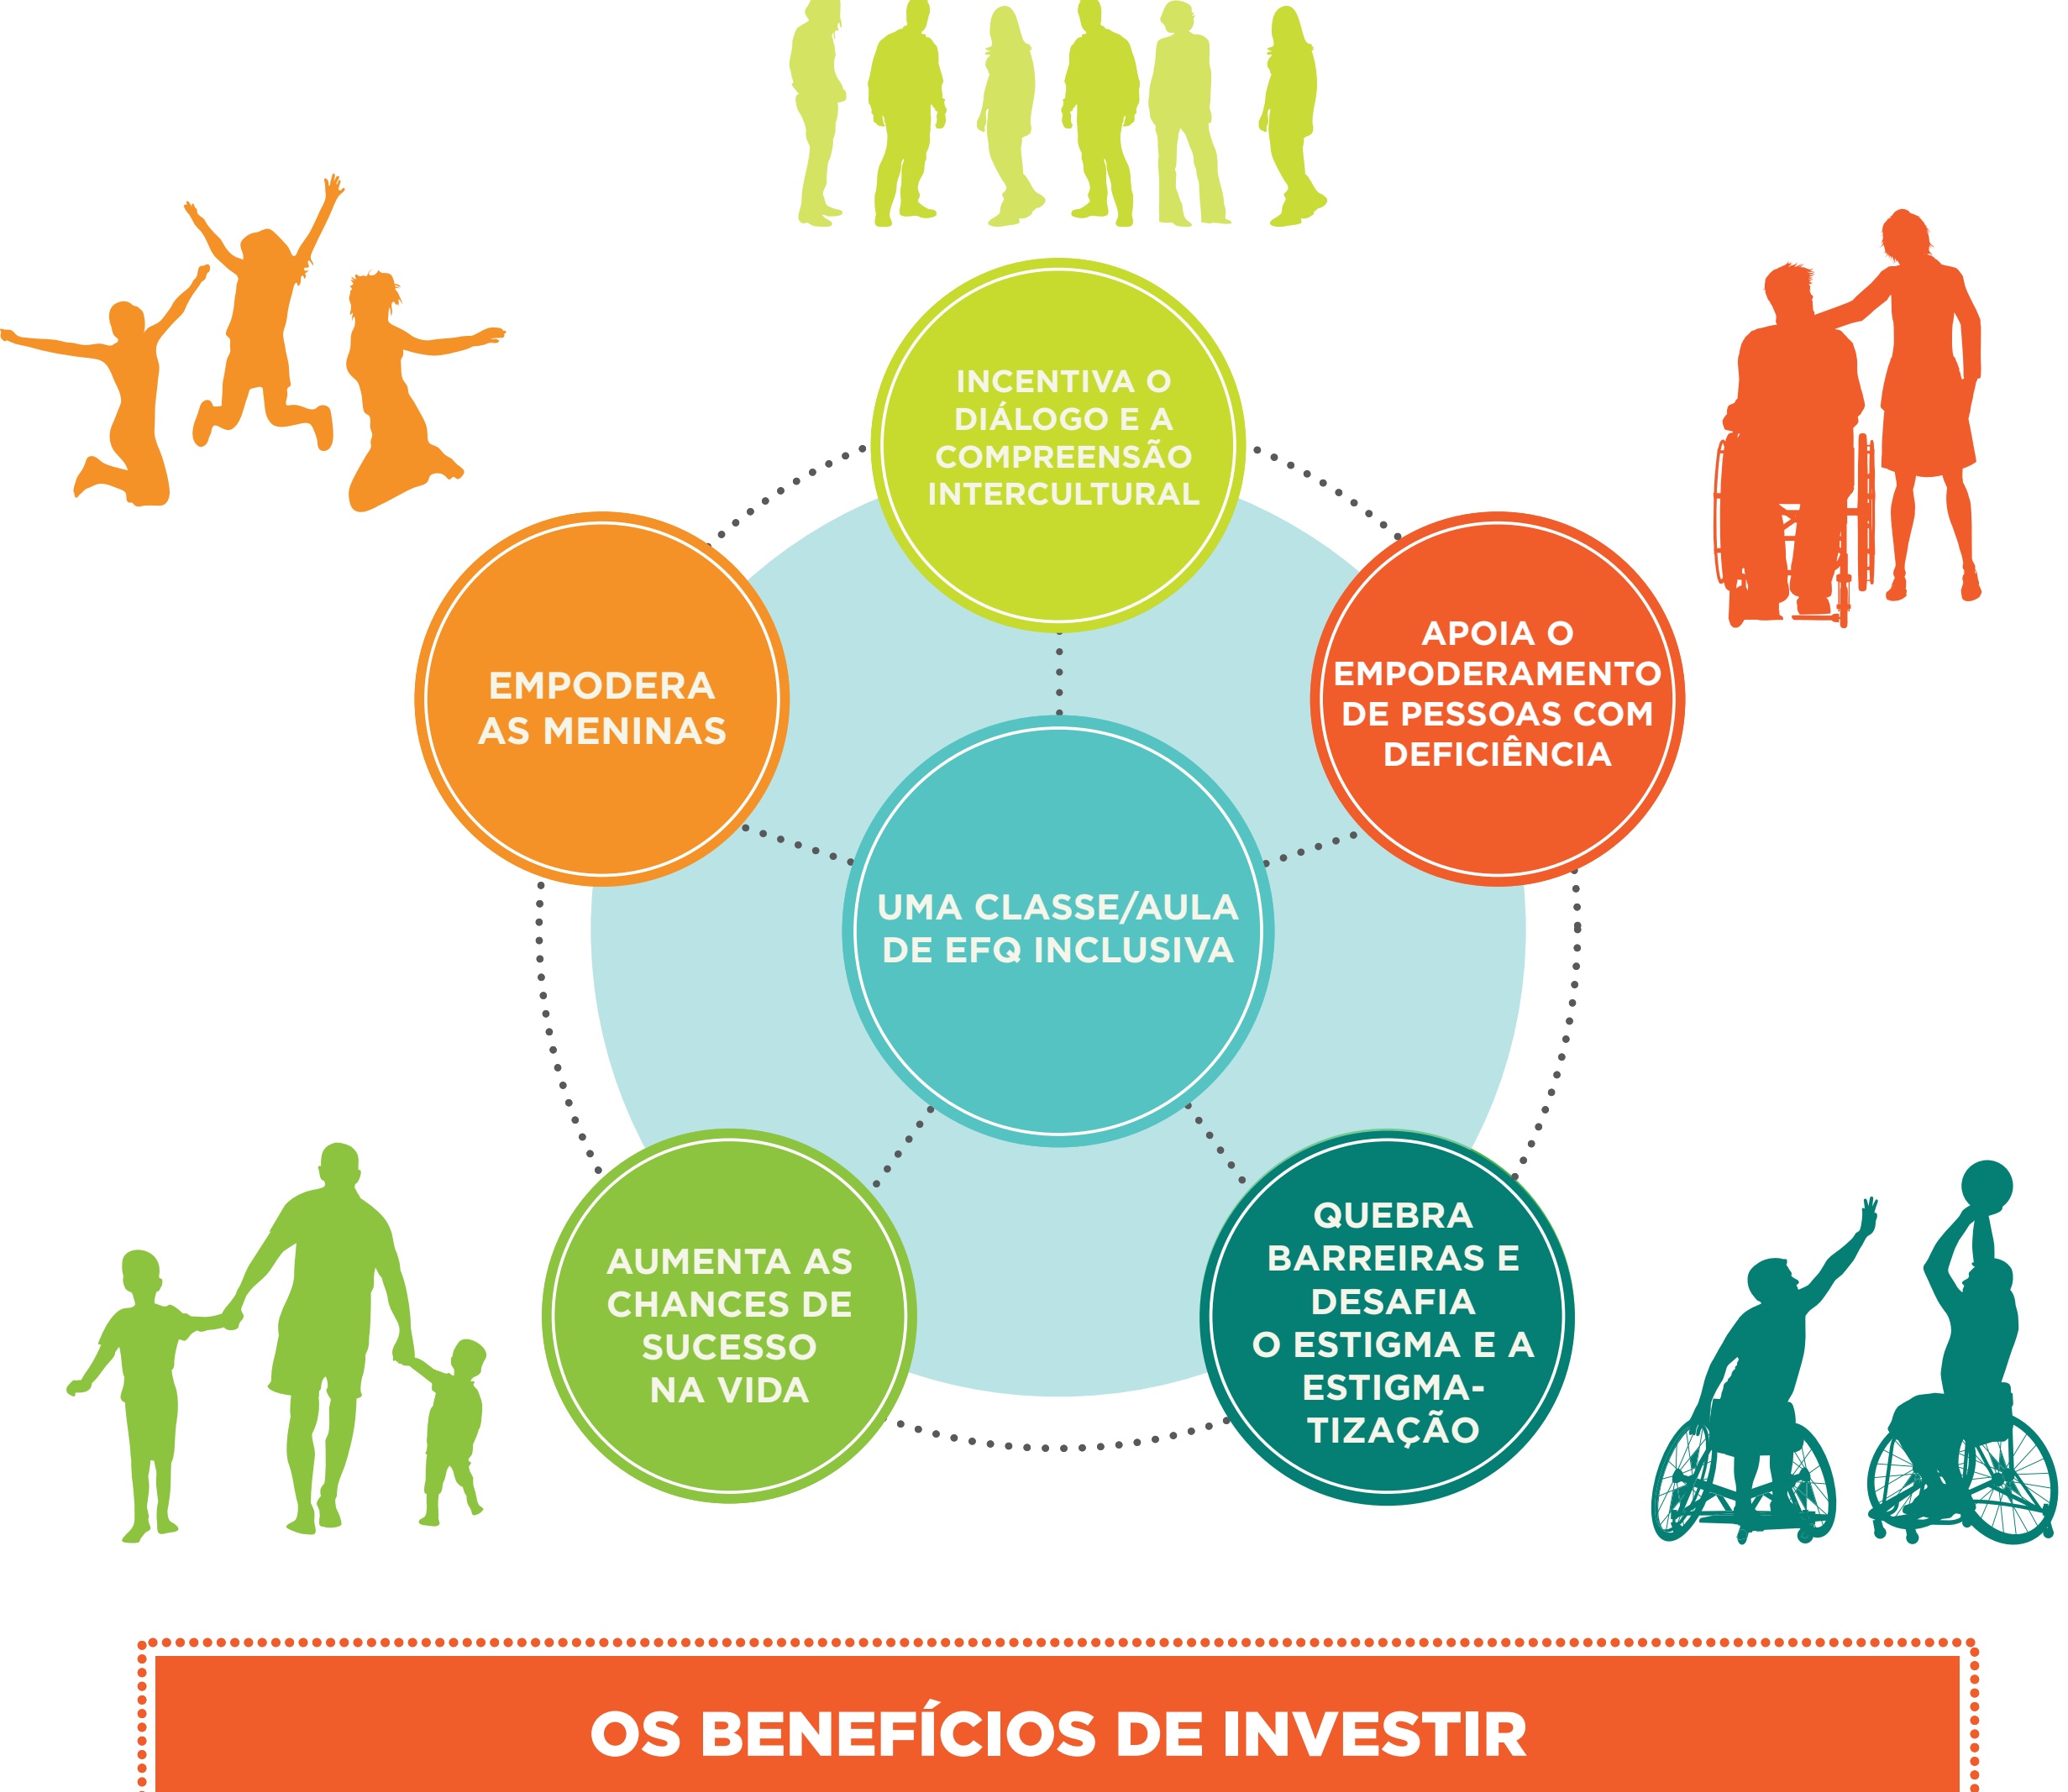 INCENTIVA O
DIÁLOGO E A
COMPREENSÃO
INTERCULTURAL
EMPODERA
AS MENINAS
APOIA O
EMPODERAMENTO
DE PESSOAS COM
DEFICIÊNCIA
UMA CLASSE/AULA
DE EFQ INCLUSIVA
AUMENTA AS
CHANCES DE
SUCESSO
NA VIDA
QUEBRA
BARREIRAS E
DESAFIA
O ESTIGMA E A
ESTIGMA-
TIZAÇÃO
OS BENEFÍCIOS DE INVESTIR